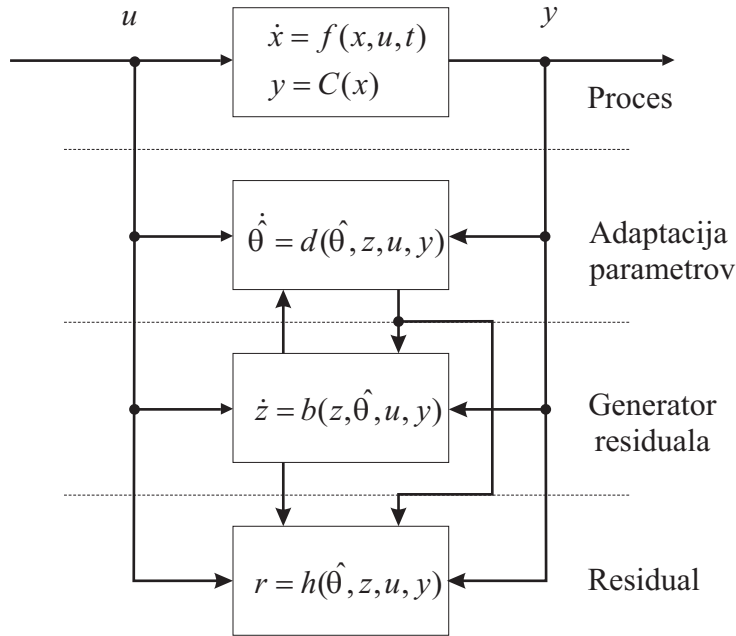 u
y
ẋ = f(x,u,t)
y = C(x)
Proces
θ̂̇ = d(θ̂, z,u, y)
Adaptacija
parametrov
ż = b(z,θ̂,u, y)
Generator
residuala
r = h(θ̂, z,u, y)
Residual